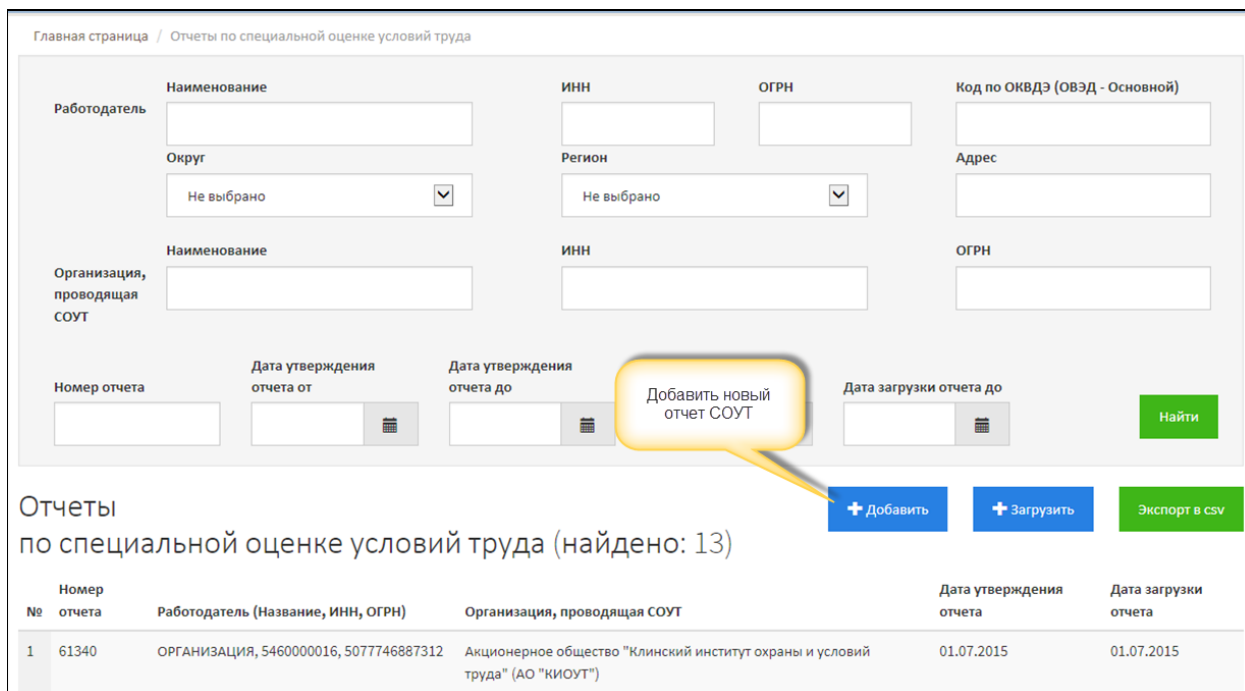 Главная страница / Отчеты по специальной оценке условий труда
Наименование ИНН ОГРН Код по ОКВДЭ (ОВЭД - Основной)
Работодатель
Округ Регион Адрес
Не выбрано Не выбрано
Наименование ИНН ОГРН
Организация,
проводящая
СОУТ
Дата утверждения Дата утверждения
Номер отчета отчета от отчета до Дата загрузки отчета до
Добавить новый
отчет СОУТ
Найти
Отчеты
+ Добавить + Загрузить Экспорт в csv
по специальной оценке условий труда (найдено: 13)
Номер Дата утверждения Дата загрузки
№ отчета Работодатель (Название, ИНН, ОГРН) Организация, проводящая СОУТ отчета отчета
1 61340 ОРГАНИЗАЦИЯ, 5460000016, 5077746887312 Акционерное общество "Клинский институт охраны и условий 01.07.2015 01.07.2015
труда" (АО "КИОУТ")